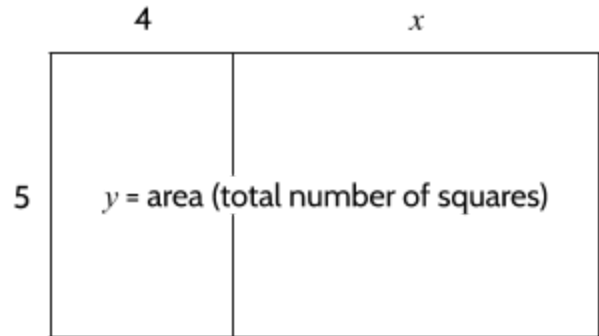 4 x
5 y = area (total number of squares)